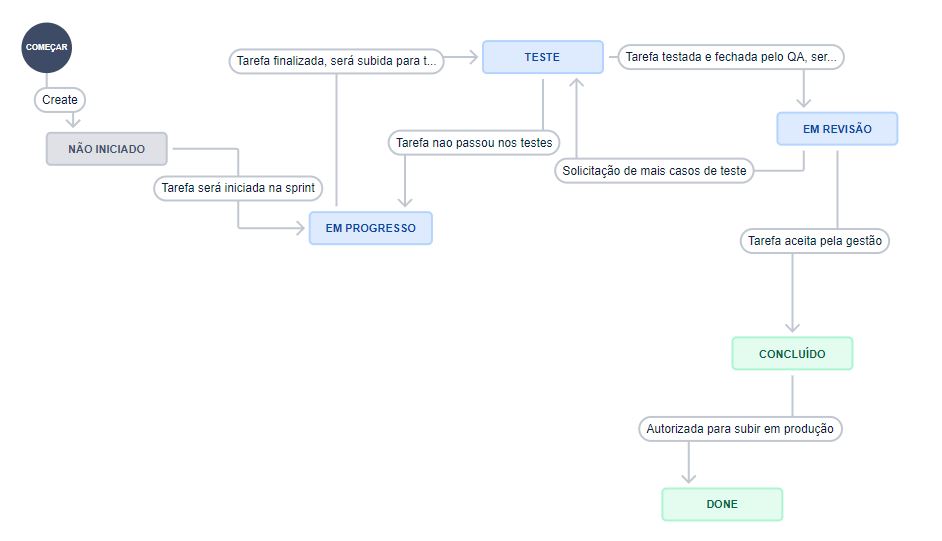 COMEÇAR
Create
NÃO INICIADO
Tarefa será iniciada na sprint
EM PROGRESSO
Tarefa finalizada, será subida para t...
TESTE
Tarefa nao passou nos testes
Tarefa testada e fechada pelo QA, ser...
EM REVISÃO
Solicitação de mais casos de teste
Tarefa aceita pela gestão
CONCLUÍDO
Autorizada para subir em produção
DONE